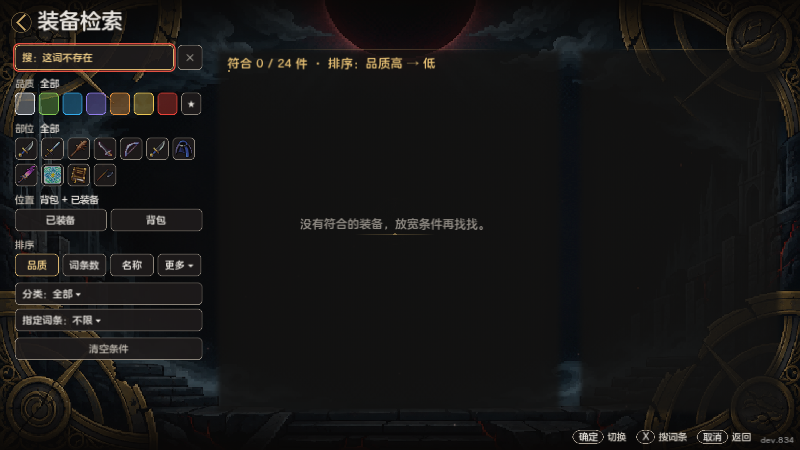 装备检索
搜：这词不存在
×
品质 全部
★
部位 全部
位置 背包 + 已装备
已装备 背包
排序
品质 词条数 名称 更多
分类：全部
指定词条：不限
清空条件
符合 0 / 24 件 · 排序：品质高 → 低
没有符合的装备，放宽条件再找找。
确定 切换 X 搜词条 取消 返回 dev.834